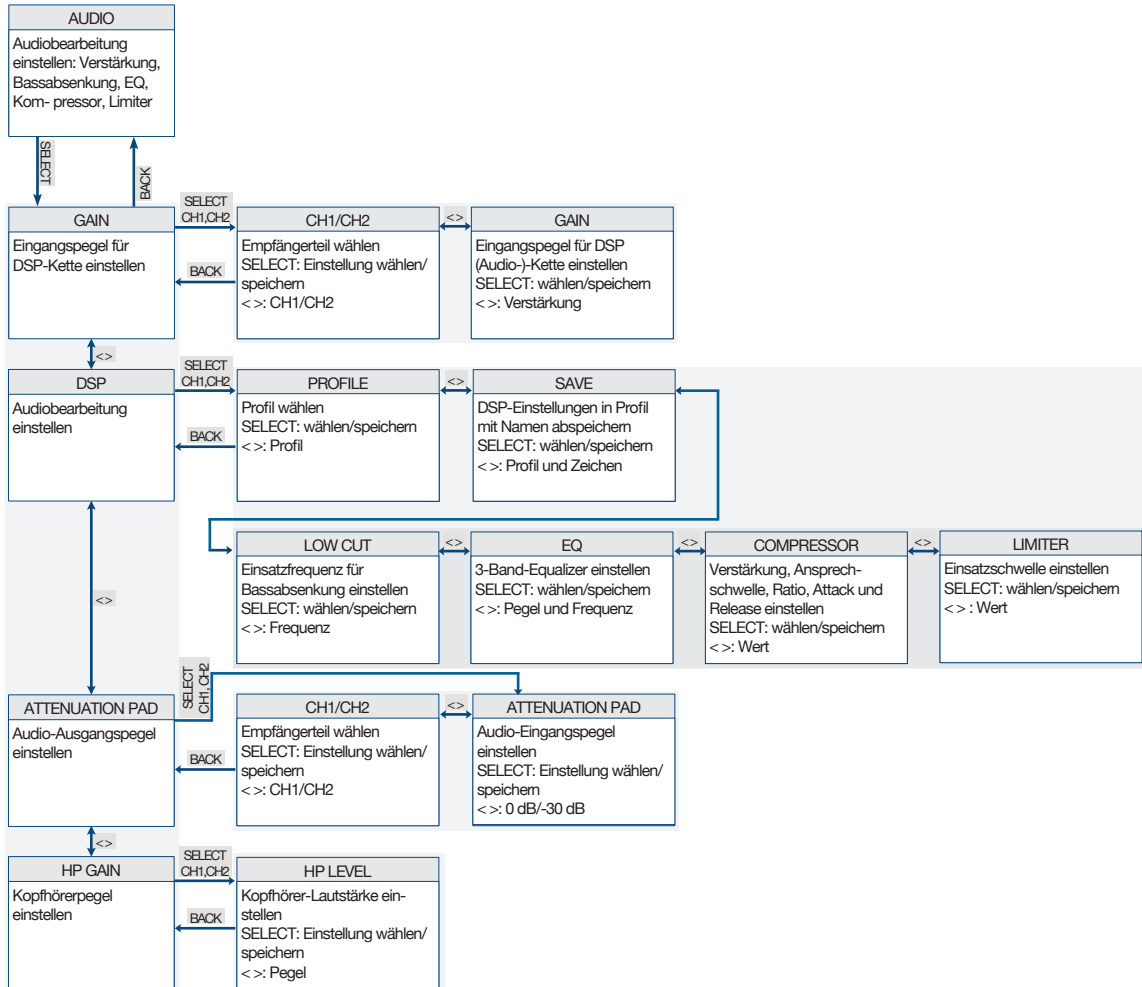 AUDIO
Audiobearbeitung
einstellen: Verstärkung,
Bassabsenkung, EQ,
Kom- pressor, Limiter
SELECT
BACK
GAIN
Eingangspegel für
DSP-Kette einstellen
SELECT
CH1,CH2
BACK
CH1/CH2
Empfängerteil wählen
SELECT: Einstellung wählen/
speichern
< >: CH1/CH2
<>
GAIN
Eingangspegel für DSP
(Audio-)-Kette einstellen
SELECT: wählen/speichern
< >: Verstärkung
<>
DSP
Audiobearbeitung
einstellen
SELECT
CH1,CH2
BACK
PROFILE
Profil wählen
SELECT: wählen/speichern
< >: Profil
<>
SAVE
DSP-Einstellungen in Profil
mit Namen abspeichern
SELECT: wählen/speichern
< >: Profil und Zeichen
LOW CUT
Einsatzfrequenz für
Bassabsenkung einstellen
SELECT: wählen/speichern
< >: Frequenz
<>
EQ
3-Band-Equalizer einstellen
SELECT: wählen/speichern
< >: Pegel und Frequenz
<>
COMPRESSOR
Verstärkung, Ansprech-
schwelle, Ratio, Attack und
Release einstellen
SELECT: wählen/speichern
< >: Wert
<>
LIMITER
Einsatzschwelle einstellen
SELECT: wählen/speichern
< > : Wert
<>
ATTENUATION PAD
Audio-Ausgangspegel
einstellen
SELECT
CH1, CH2
BACK
CH1/CH2
Empfängerteil wählen
SELECT: Einstellung wählen/
speichern
< >: CH1/CH2
<>
ATTENUATION PAD
Audio-Eingangspegel
einstellen
SELECT: Einstellung wählen/
speichern
< >: 0 dB/-30 dB
<>
HP GAIN
Kopfhörerpegel
einstellen
SELECT
CH1,CH2
BACK
HP LEVEL
Kopfhörer-Lautstärke ein-
stellen
SELECT: Einstellung wählen/
speichern
< >: Pegel